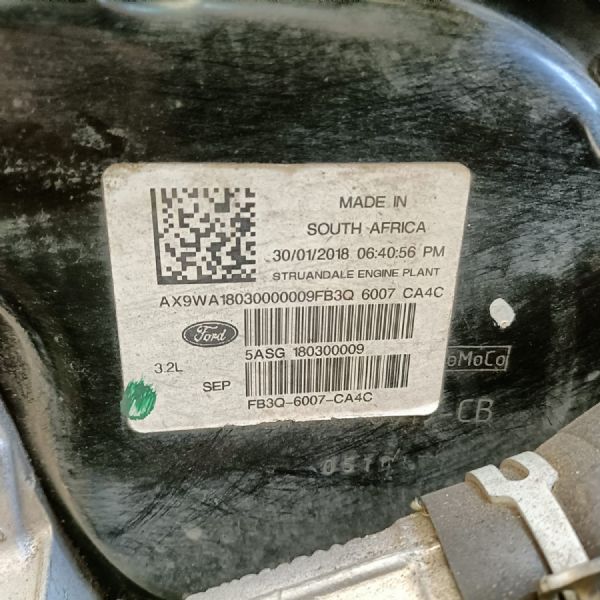 MADE IN
SOUTH AFRICA
30/01/2018 06:40:56 PM
STRUANDALE ENGINE PLANT
AX9WA18030000009FB3Q 6007 CA4C
Ford
5ASG 180300009
3.2L
SEP
FB3Q-6007-CA4C
oMoCo
CB